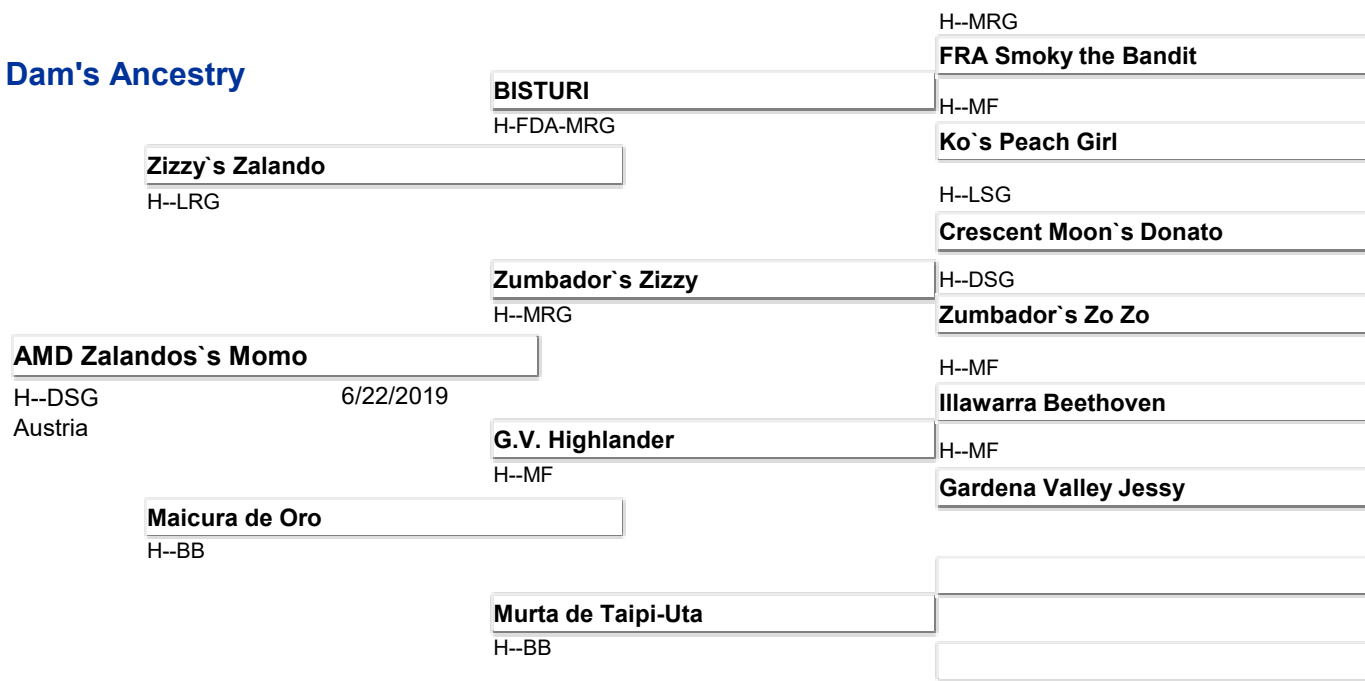 Dam's Ancestry
H--MRG
FRA Smoky the Bandit
BISTURI
H-FDA-MRG
H--MF
Ko`s Peach Girl
Zizzy`s Zalando
H--LRG
H--LSG
Crescent Moon`s Donato
Zumbador`s Zizzy
H--MRG
H--DSG
Zumbador`s Zo Zo
AMD Zalandos`s Momo
H--DSG 6/22/2019
Austria
H--MF
Illawarra Beethoven
G.V. Highlander
H--MF
H--MF
Gardena Valley Jessy
Maicura de Oro
H--BB
Murta de Taipi-Uta
H--BB